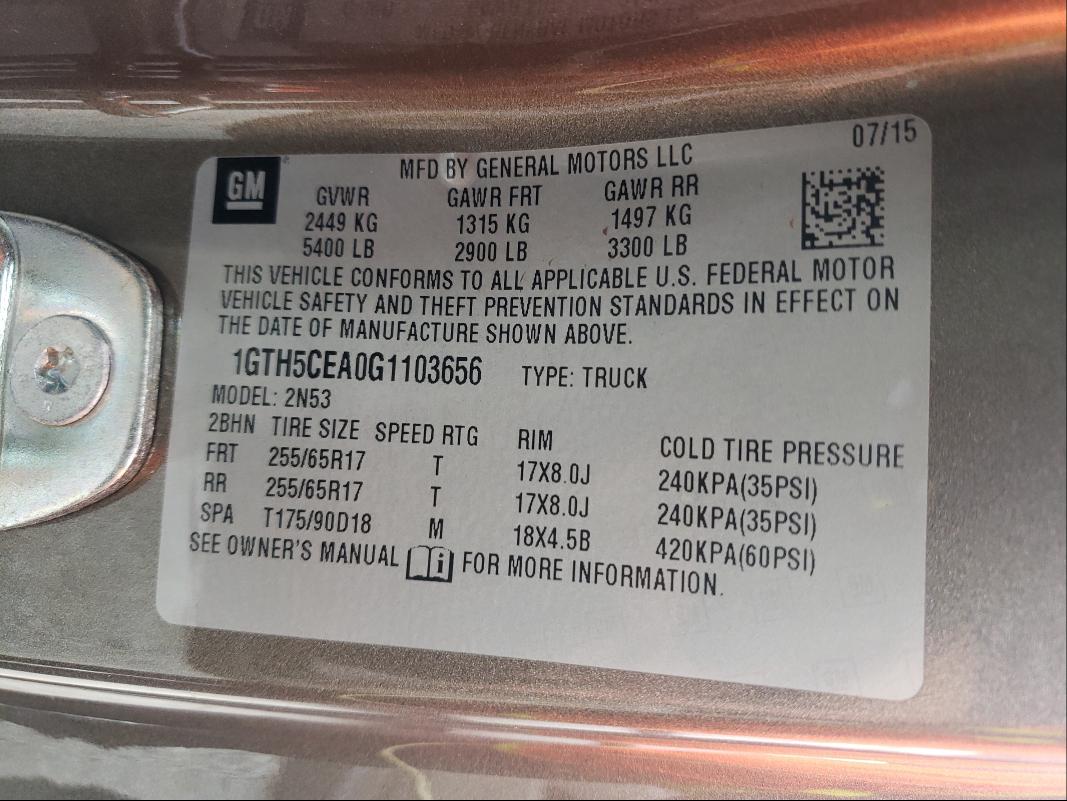 07/15
GM
MFD BY GENERAL MOTORS LLC
GVWR GAWR FRT GAWR RR
2449 KG 1315 KG 1497 KG
5400 LB 2900 LB 3300 LB
THIS VEHICLE CONFORMS TO ALL APPLICABLE U.S. FEDERAL MOTOR
VEHICLE SAFETY AND THEFT PREVENTION STANDARDS IN EFFECT ON
THE DATE OF MANUFACTURE SHOWN ABOVE.
1GTH5CEA0G1103656 TYPE: TRUCK
MODEL: 2N53
2BHN TIRE SIZE SPEED RTG RIM COLD TIRE PRESSURE
FRT 255/65R17 T 17X8.0J 240KPA(35PSI)
RR 255/65R17 T 17X8.0J 240KPA(35PSI)
SPA T175/90D18 M 18X4.5B 420KPA(60PSI)
SEE OWNER'S MANUAL i FOR MORE INFORMATION.